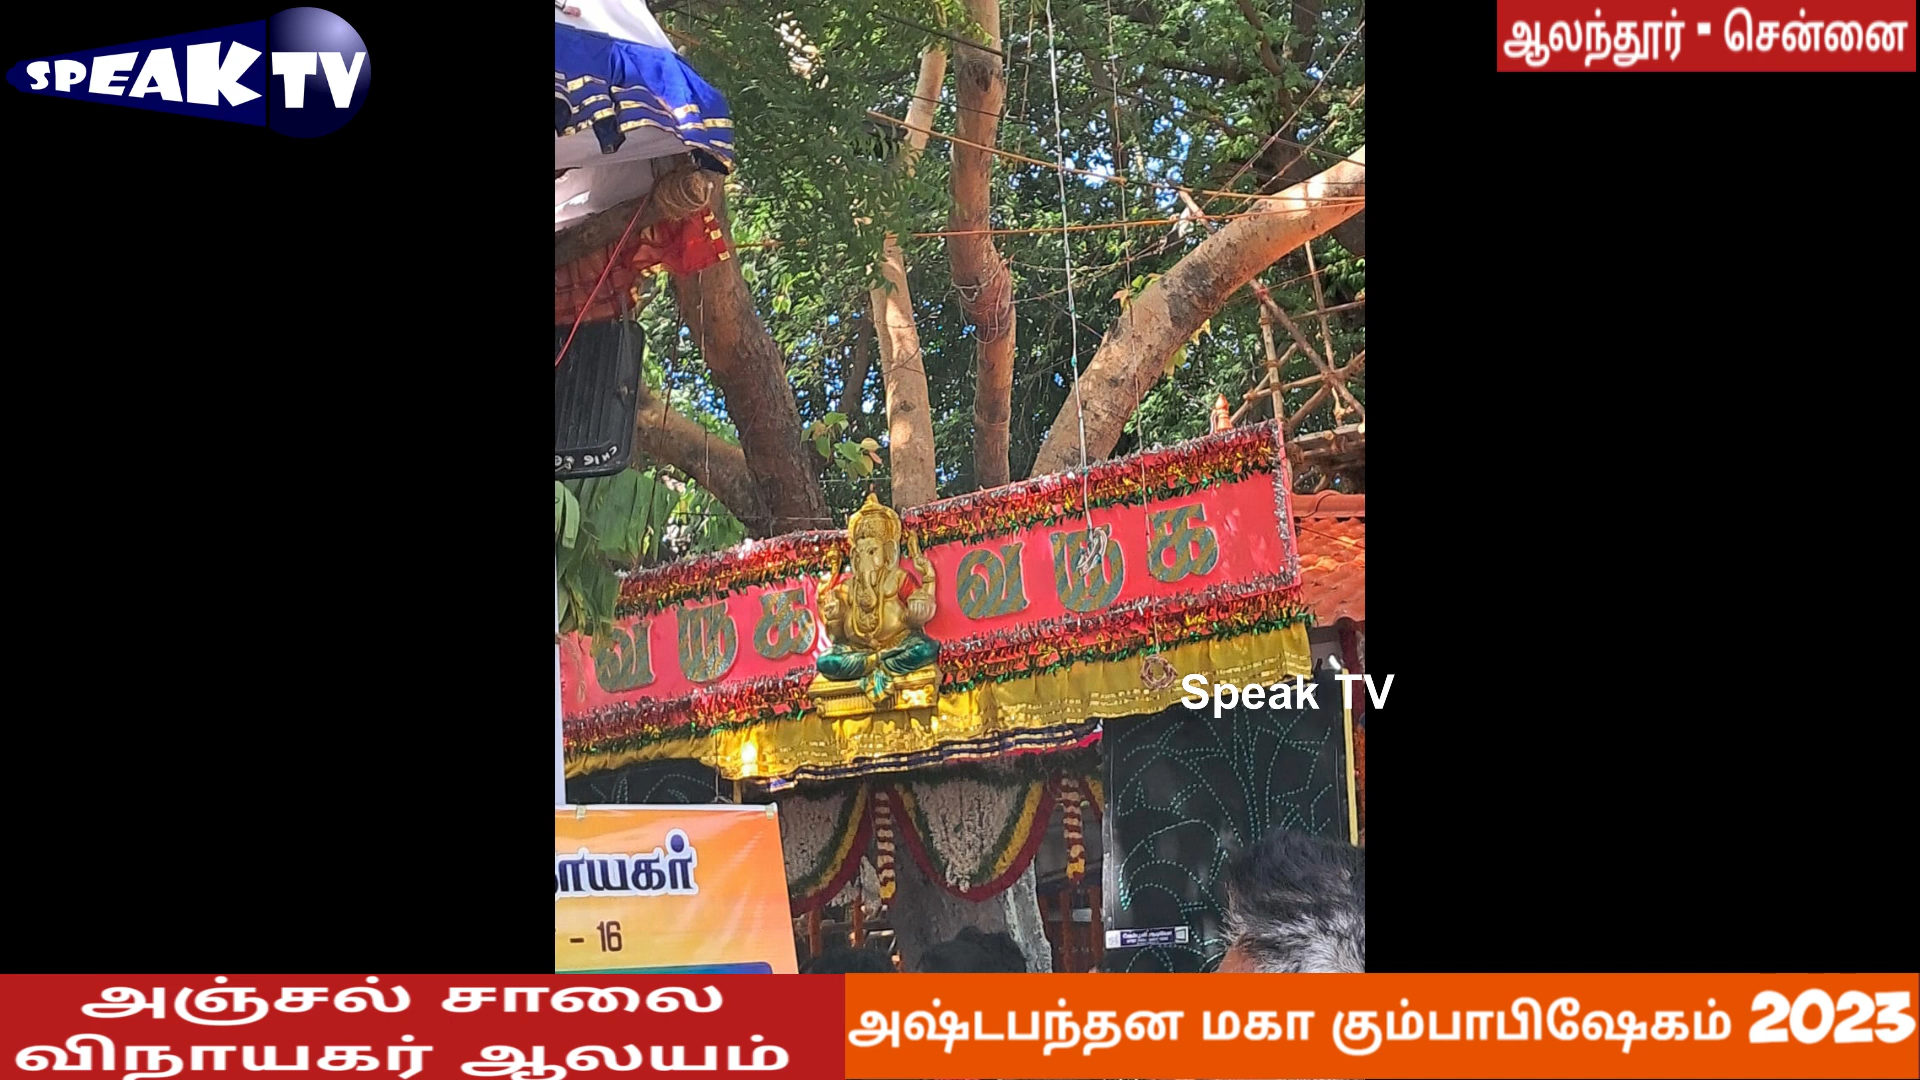 SPEAK TV
ஆலந்தூர் - சென்னை
வருக வருக
Speak TV
நாயகர்
- 16
அஞ்சல் சாலை
விநாயகர் ஆலயம்
அஷ்டபந்தன மகா கும்பாபிஷேகம் 2023